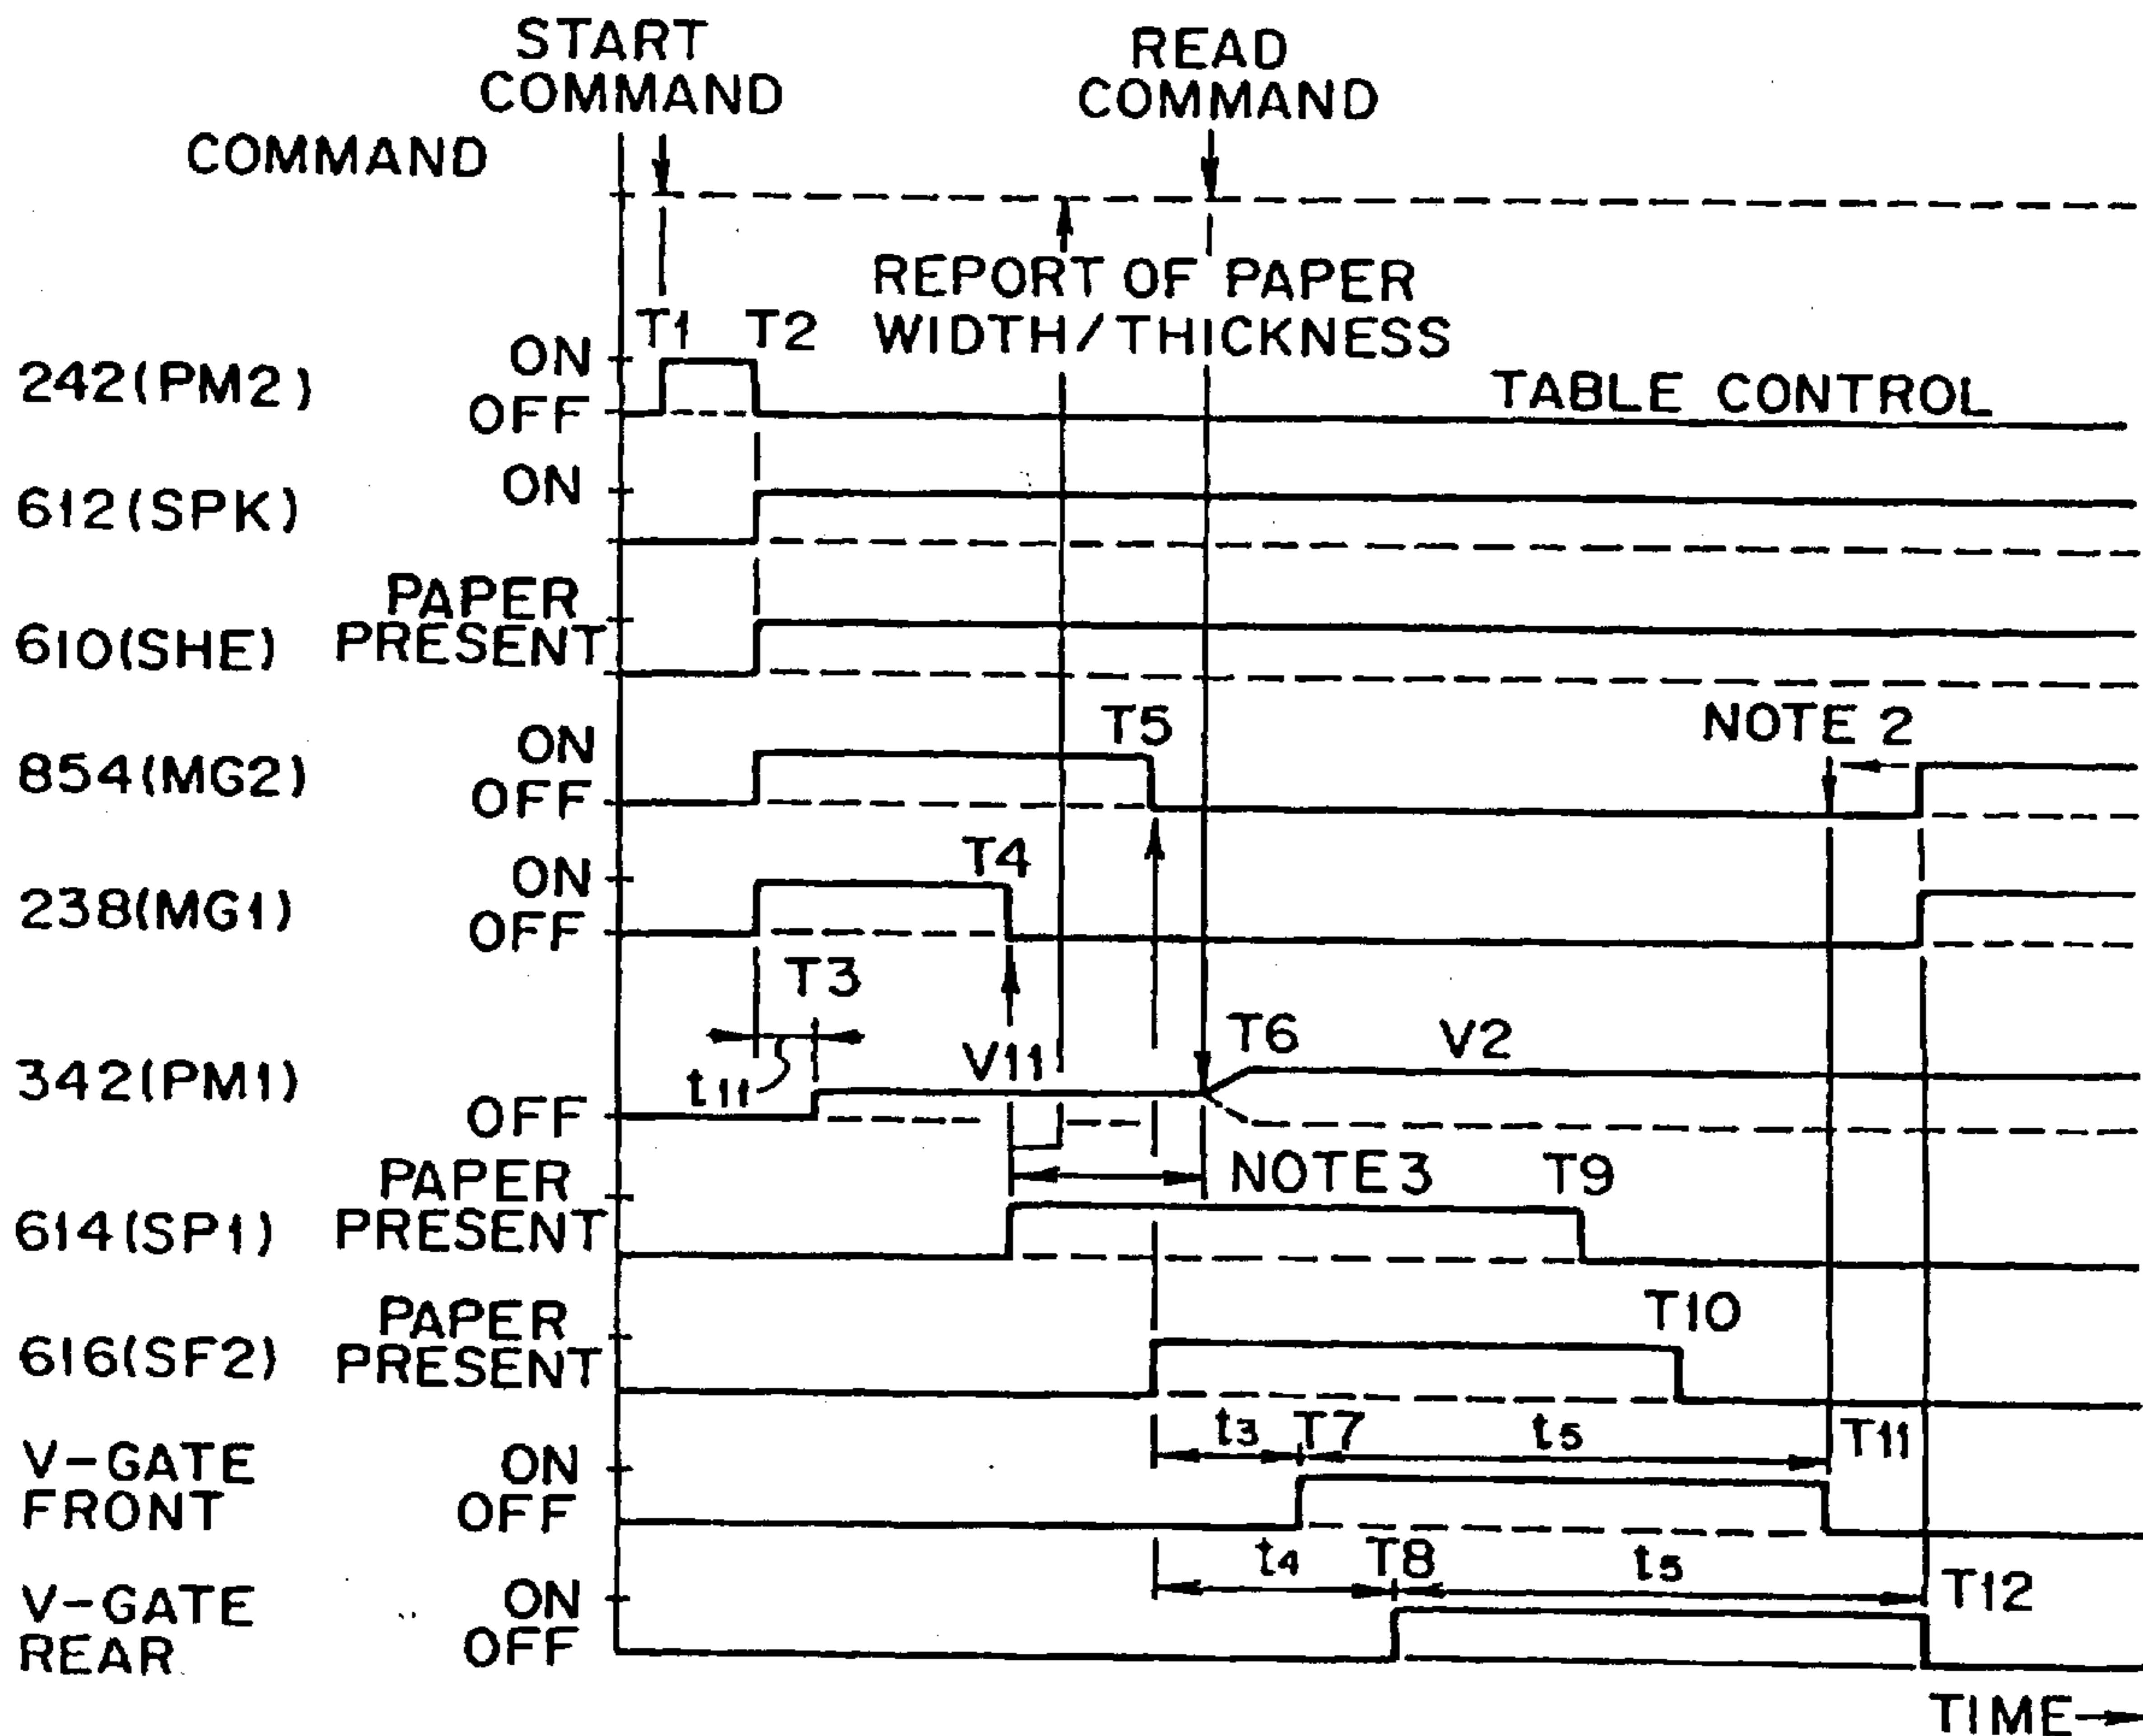 START
COMMAND
READ
COMMAND
COMMAND
REPORT OF PAPER
WIDTH/THICKNESS
T1
T2
242(PM2)
ON
OFF
TABLE CONTROL
612(SPK)
ON
610(SHE)
PAPER
PRESENT
T5
NOTE 2
854(MG2)
ON
OFF
T4
238(MG1)
ON
OFF
T3
t11
V11
T6
V2
342(PM1)
OFF
NOTE 3
T9
614(SP1)
PAPER
PRESENT
T10
616(SF2)
PAPER
PRESENT
t3
T7
t5
T11
V-GATE
FRONT
ON
OFF
t4
T8
t5
T12
V-GATE
REAR
ON
OFF
TIME